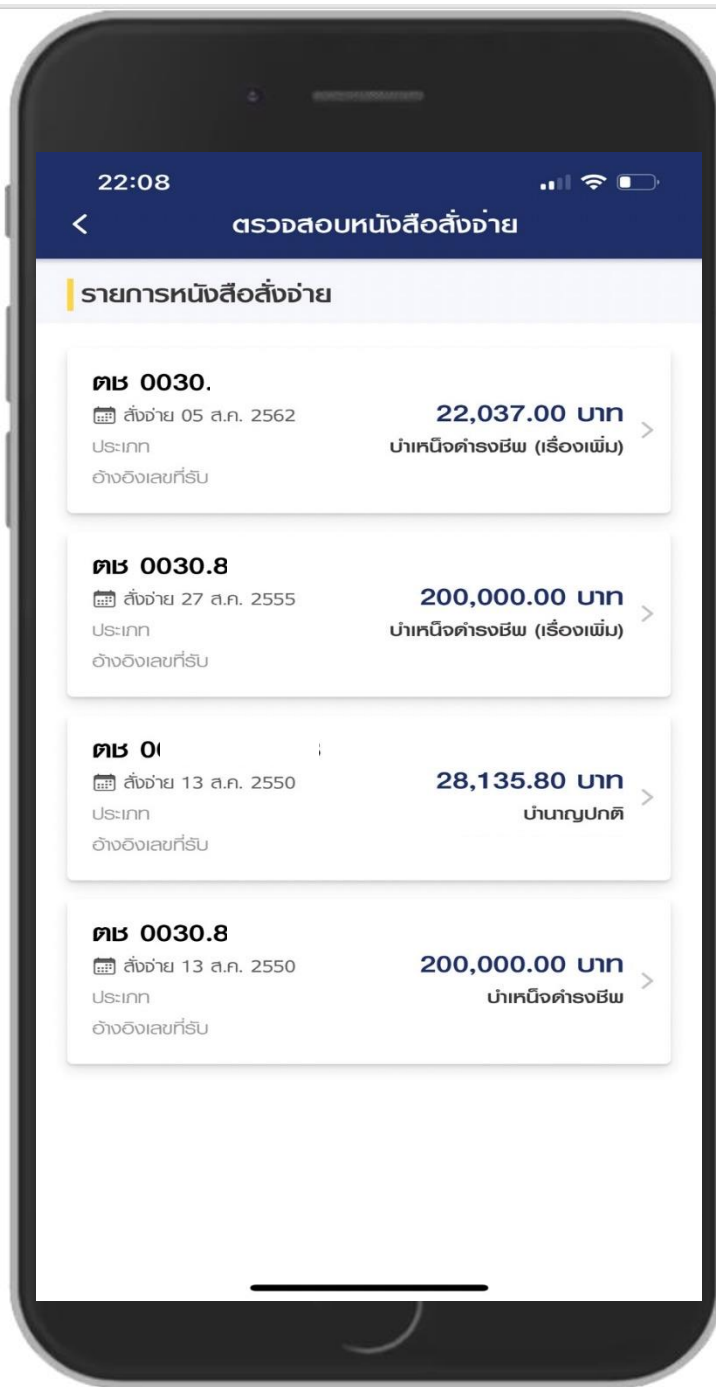 22:08
ตรวจสอบหนังสือสั่งจ่าย
รายการหนังสือสั่งจ่าย
ตช 0030.
สั่งจ่าย 05 ส.ค. 2562
22,037.00 บาท
ประเภท
บำเหน็จดำรงชีพ (เรื่องเพิ่ม)
อ้างอิงเลขที่รับ
ตช 0030.8
สั่งจ่าย 27 ส.ค. 2555
200,000.00 บาท
ประเภท
บำเหน็จดำรงชีพ (เรื่องเพิ่ม)
อ้างอิงเลขที่รับ
ตช 0
สั่งจ่าย 13 ส.ค. 2550
28,135.80 บาท
ประเภท
บำนาญปกติ
อ้างอิงเลขที่รับ
ตช 0030.8
สั่งจ่าย 13 ส.ค. 2550
200,000.00 บาท
ประเภท
บำเหน็จดำรงชีพ
อ้างอิงเลขที่รับ